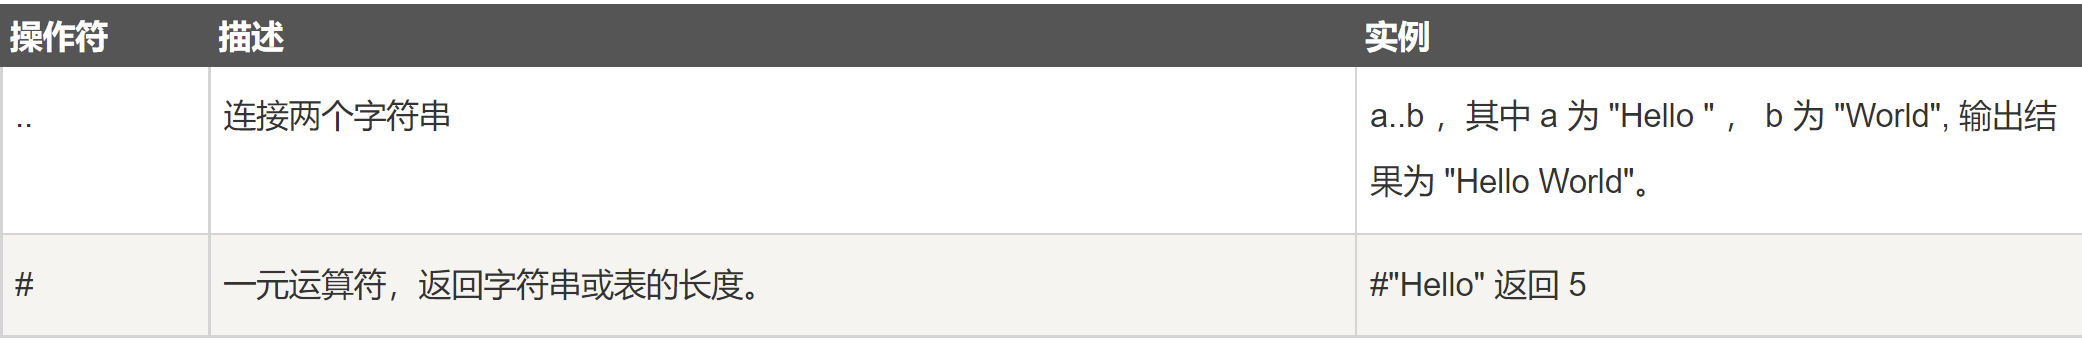 操作符 描述 实例
.. 连接两个字符串 a..b ，其中 a 为 "Hello " ， b 为 "World", 输出结
果为 "Hello World"。
# 一元运算符，返回字符串或表的长度。 #"Hello" 返回 5